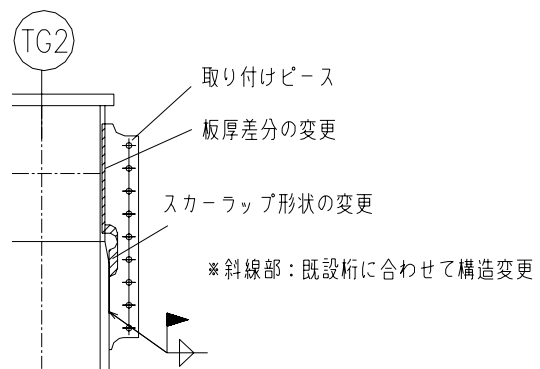 TG2
取り付けピース
板厚差分の変更
スカーラップ形状の変更
※斜線部：既設桁に合わせて構造変更